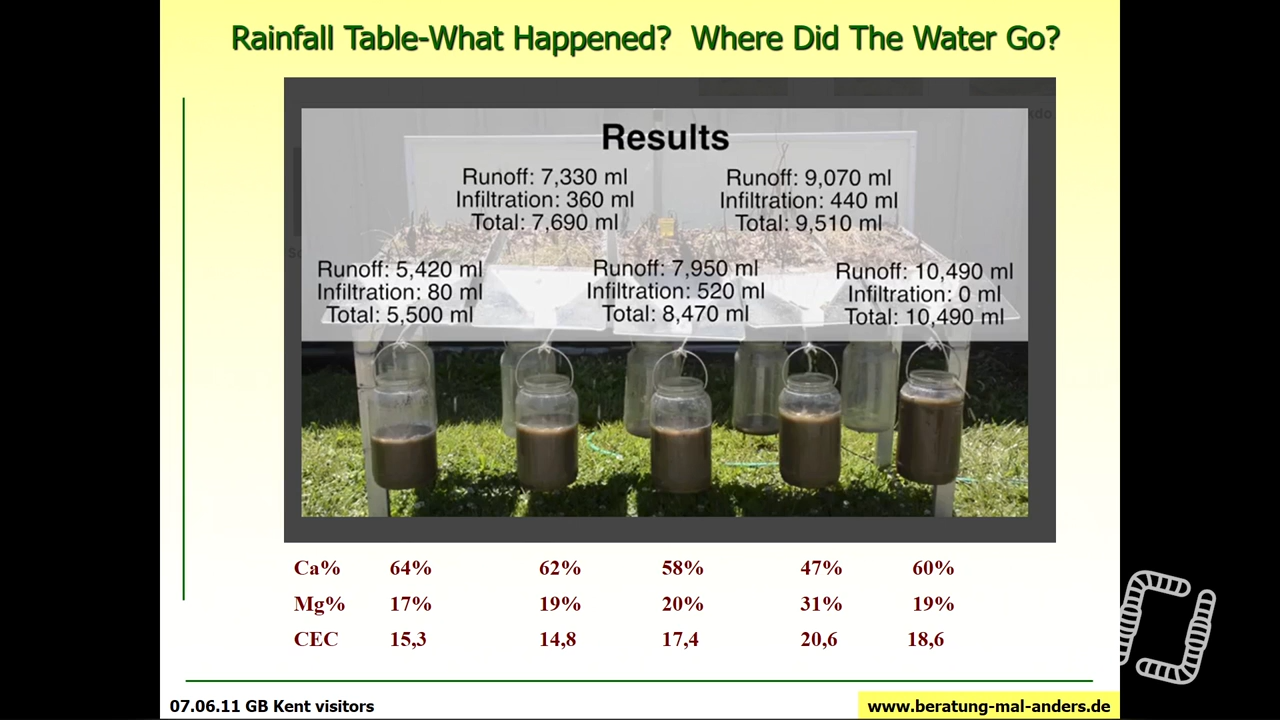 Rainfall Table-What Happened? Where Did The Water Go?
Results
Runoff: 7,330 ml
Infiltration: 360 ml
Total: 7,690 ml
Runoff: 9,070 ml
Infiltration: 440 ml
Total: 9,510 ml
Runoff: 5,420 ml
Infiltration: 80 ml
Total: 5,500 ml
Runoff: 7,950 ml
Infiltration: 520 ml
Total: 8,470 ml
Runoff: 10,490 ml
Infiltration: 0 ml
Total: 10,490 ml
Ca% 64% 62% 58% 47% 60%
Mg% 17% 19% 20% 31% 19%
CEC 15,3 14,8 17,4 20,6 18,6
07.06.11 GB Kent visitors
www.beratung-mal-anders.de